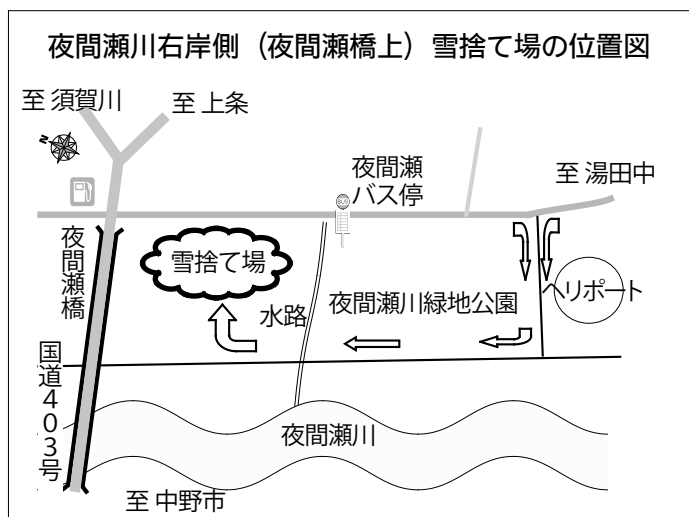 夜間瀬川右岸側（夜間瀬橋上）雪捨て場の位置図
至 須賀川
至 上条
N
夜間瀬
バス停
BUS
至 湯田中
夜間瀬橋
雪捨て場
水路
夜間瀬川緑地公園
ヘリポート
国道４０３号
夜間瀬川
至 中野市